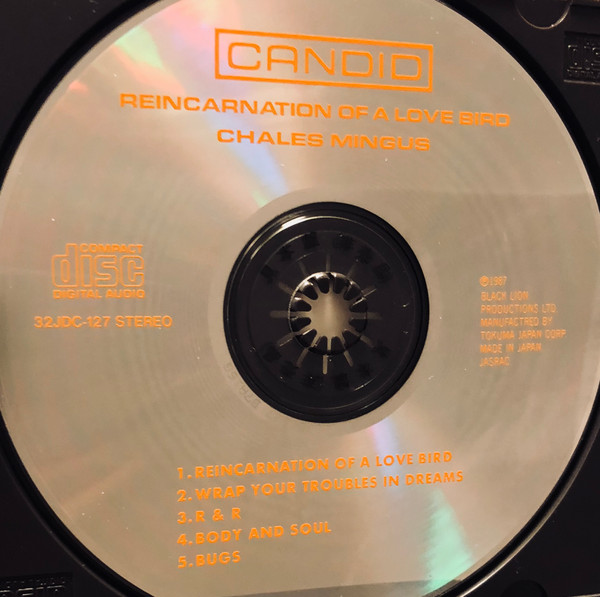 CANDID
REINCARNATION OF A LOVE BIRD
CHALES MINGUS
COMPACT
disc
DIGITAL AUDIO
32JDC-127 STEREO
Ⓟ1987
BLACK LION
PRODUCTIONS LTD
MANUFACTRED BY
TOKUMA JAPAN CORP.
MADE IN JAPAN
JASRAC
1.REINCARNATION OF A LOVE BIRD
2.WRAP YOUR TROUBLES IN DREAMS
3.R & R
4.BODY AND SOUL
5.BUGS